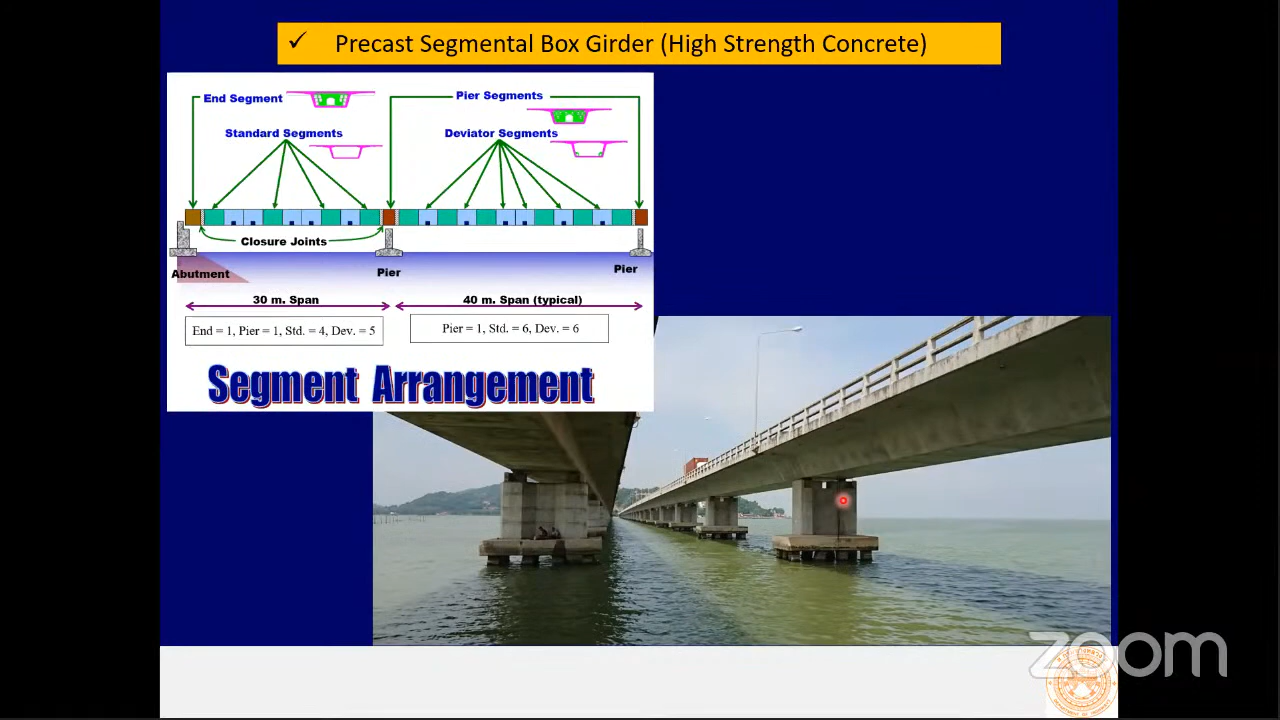 ✓ Precast Segmental Box Girder (High Strength Concrete)
End Segment
Pier Segments
Standard Segments
Deviator Segments
Closure Joints
Abutment
Pier
Pier
30 m. Span
40 m. Span (typical)
End = 1, Pier = 1, Std. = 4, Dev. = 5
Pier = 1, Std. = 6, Dev. = 6
Segment Arrangement
zoom